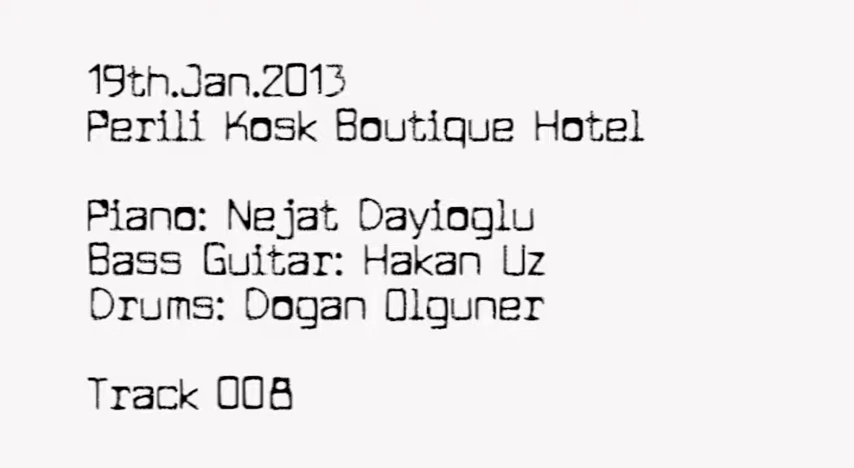 19th.Jan.2013
Perili Kosk Boutique Hotel
Piano: Nejat Dayioglu
Bass Guitar: Hakan Uz
Drums: Dogan Olguner
Track 008